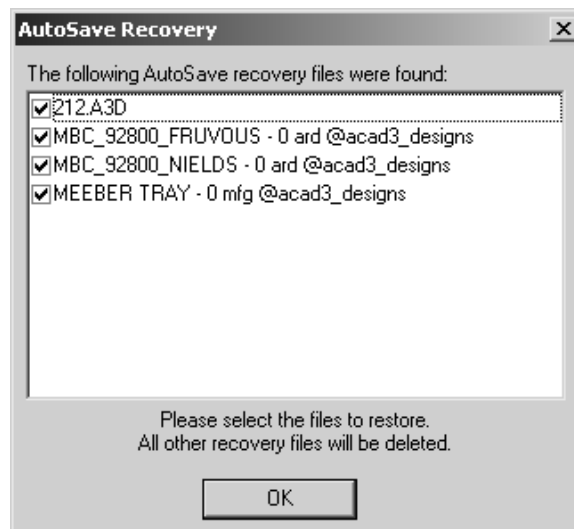 AutoSave Recovery
The following AutoSave recovery files were found:
212.A3D
MBC_92800_FRUVOUS - 0 ard @acad3_designs
MBC_92800_NIELDS - 0 ard @acad3_designs
MEEBER TRAY - 0 mfg @acad3_designs
Please select the files to restore.
All other recovery files will be deleted.
OK